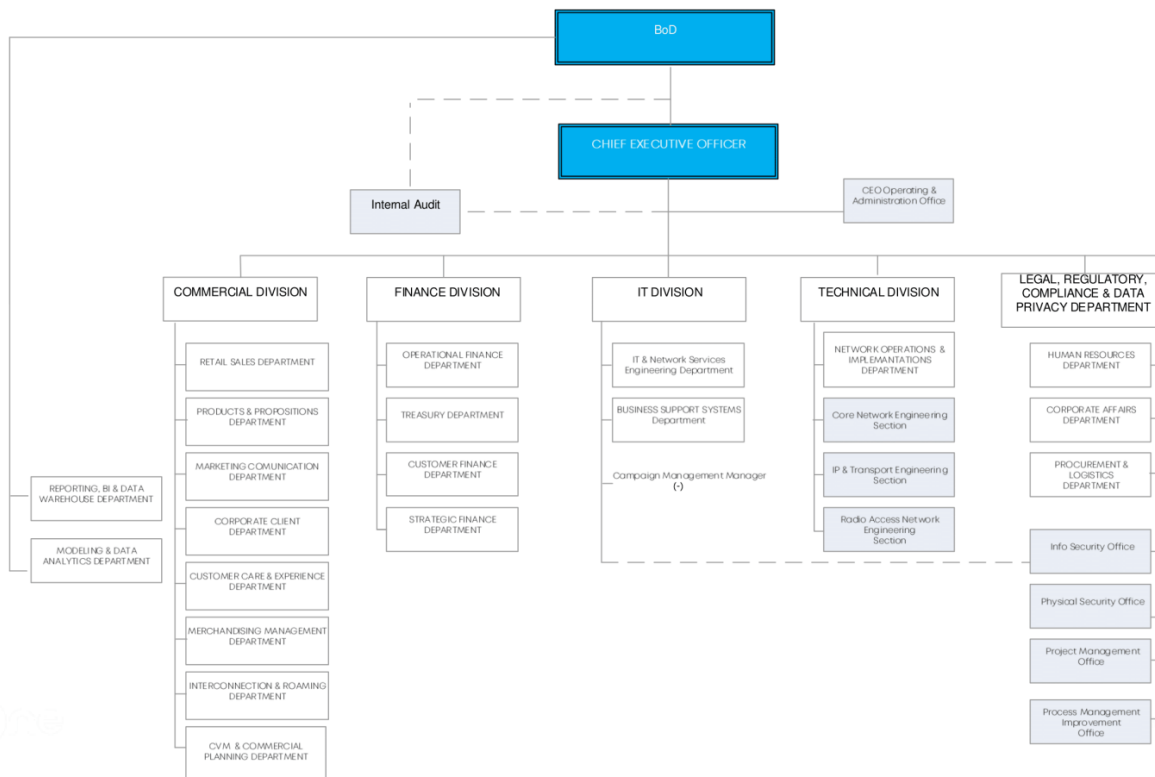 BoD
CHIEF EXECUTIVE OFFICER
CEO Operating &
Administration Office
Internal Audit
COMMERCIAL DIVISION
FINANCE DIVISION
IT DIVISION
TECHNICAL DIVISION
LEGAL, REGULATORY,
COMPLIANCE & DATA
PRIVACY DEPARTMENT
RETAIL SALES DEPARTMENT
PRODUCTS & PROPOSITIONS
DEPARTMENT
MARKETING COMUNICATION
DEPARTMENT
CORPORATE CLIENT
DEPARTMENT
CUSTOMER CARE & EXPERIENCE
DEPARTMENT
MERCHANDISING MANAGEMENT
DEPARTMENT
INTERCONNECTION & ROAMING
DEPARTMENT
CVM & COMMERCIAL
PLANNING DEPARTMENT
REPORTING, BI & DATA
WAREHOUSE DEPARTMENT
MODELING & DATA
ANALYTICS DEPARTMENT
OPERATIONAL FINANCE
DEPARTMENT
TREASURY DEPARTMENT
CUSTOMER FINANCE
DEPARTMENT
STRATEGIC FINANCE
DEPARTMENT
IT & Network Services
Engineering Department
BUSINESS SUPPORT SYSTEMS
Department
Campaign Management Manager
(-)
NETWORK OPERATIONS &
IMPLEMANTATIONS
DEPARTMENT
Core Network Engineering
Section
IP & Transport Engineering
Section
Radio Access Network
Engineering
Section
HUMAN RESOURCES
DEPARTMENT
CORPORATE AFFAIRS
DEPARTMENT
PROCUREMENT &
LOGISTICS
DEPARTMENT
Info Security Office
Physical Security Office
Project Management
Office
Process Management
Improvement
Office